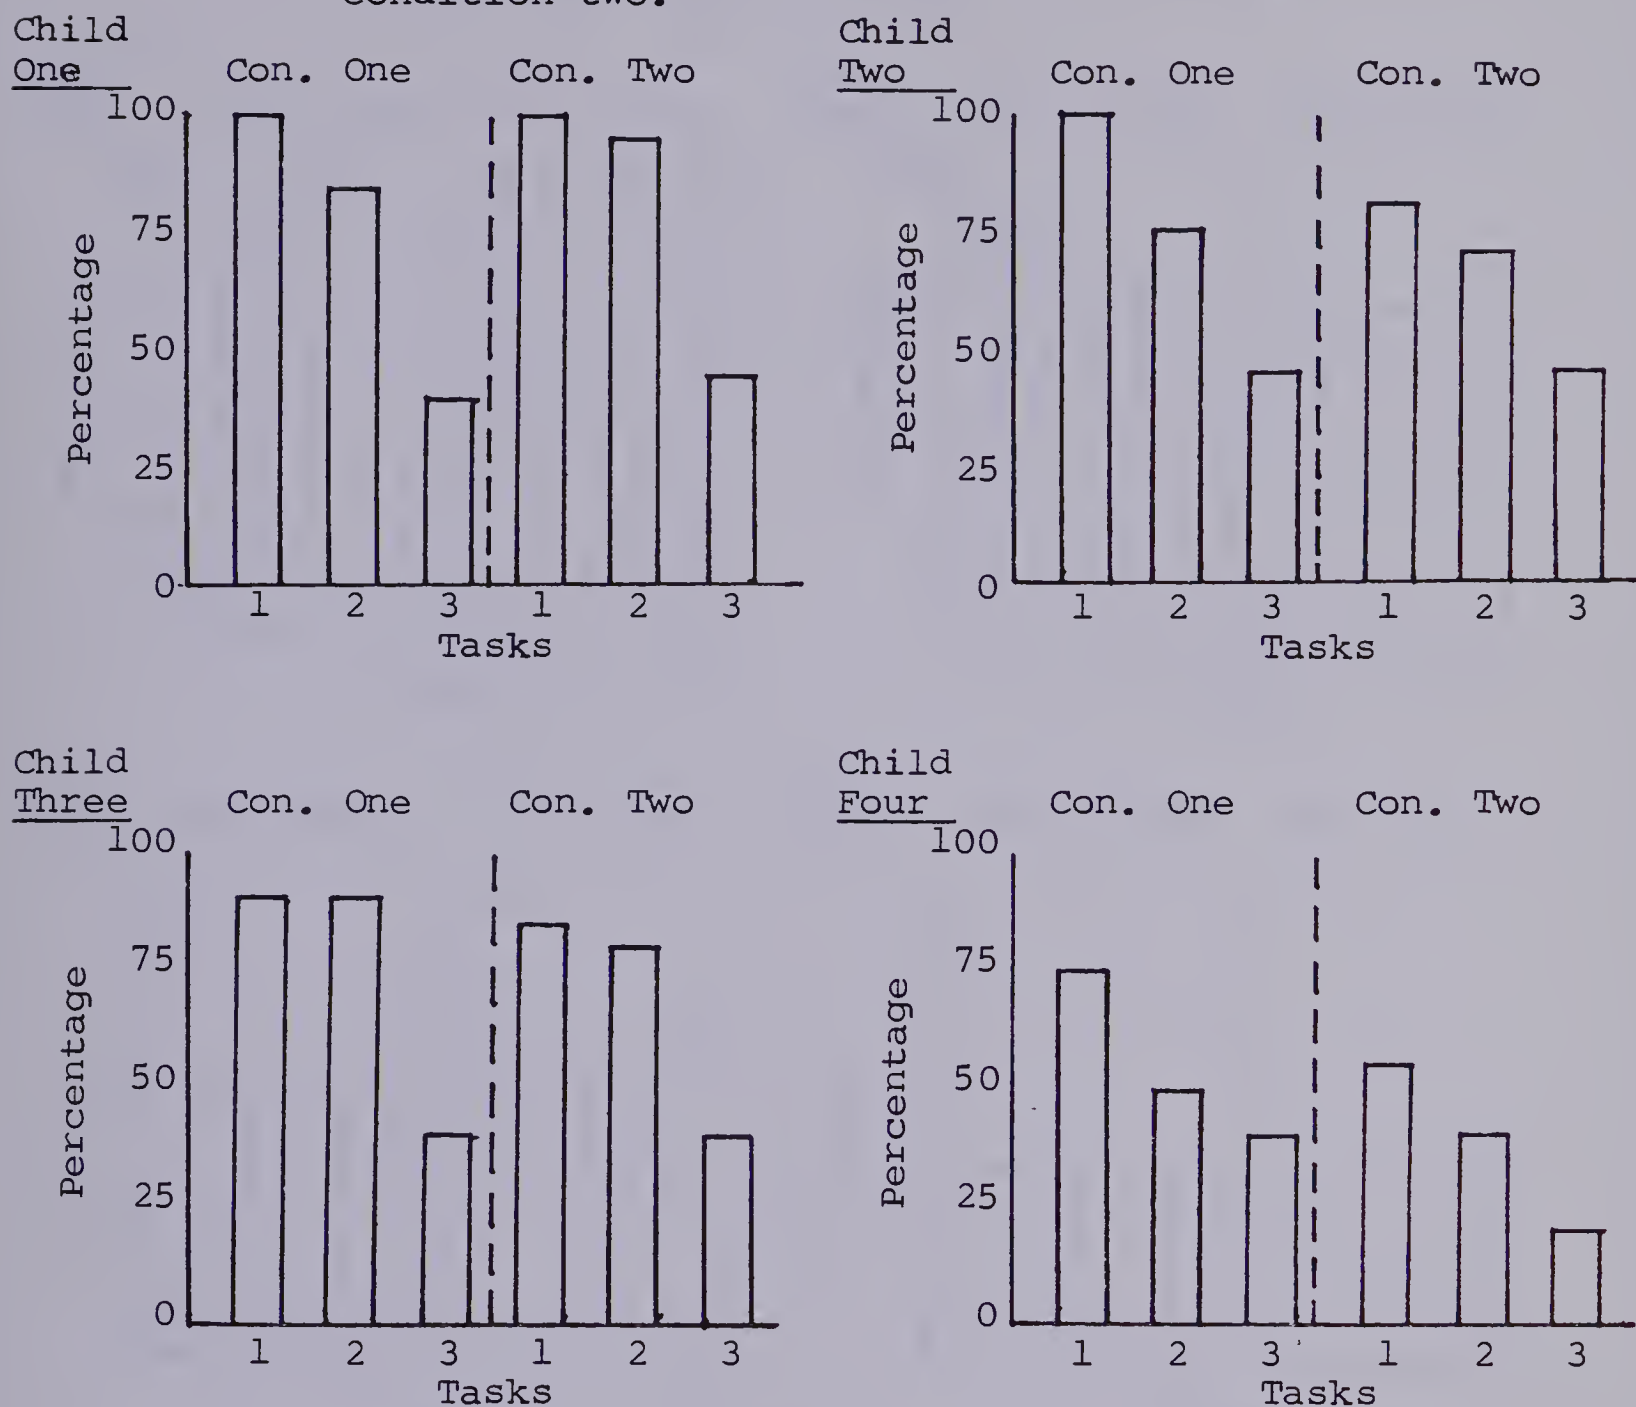 condition two.
Child
One Con. One Con. Two
100
75
50
25
0
Percentage
1 2 3 1 2 3
Tasks
Child
Two Con. One Con. Two
100
75
50
25
0
Percentage
1 2 3 1 2 3
Tasks
Child
Three Con. One Con. Two
100
75
50
25
0
Percentage
1 2 3 1 2 3
Tasks
Child
Four Con. One Con. Two
100
75
50
25
0
Percentage
1 2 3 1 2 3
Tasks